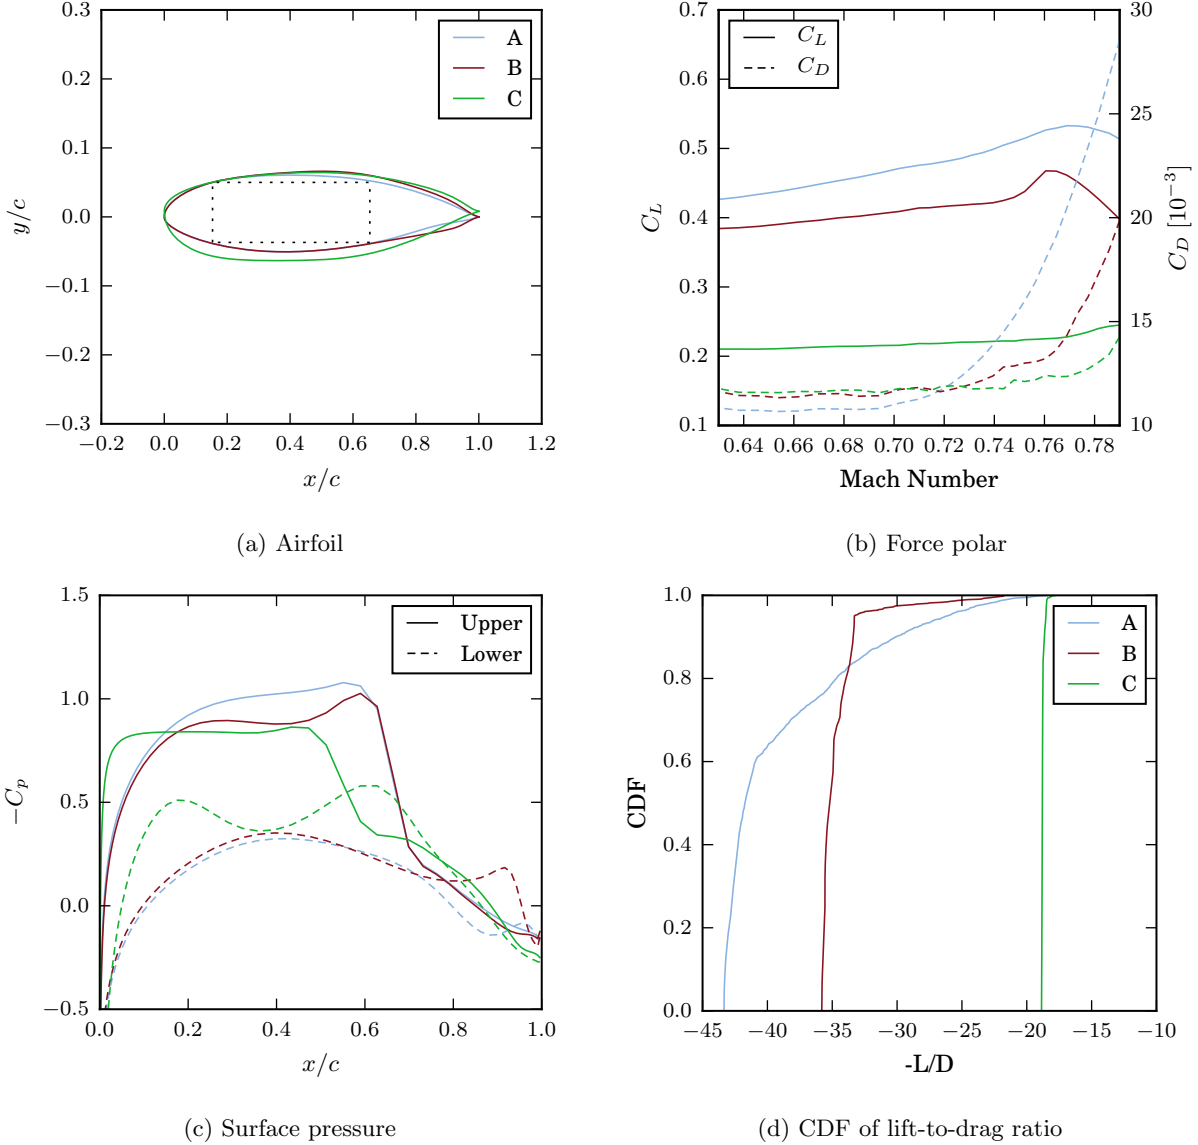 0.3
0.2
0.1
0.0
−0.1
−0.2
−0.3
y/c
A
B
C
−0.2
0.0
0.2
0.4
0.6
0.8
1.0
1.2
x/c
(a) Airfoil
0.7
0.6
0.5
0.4
0.3
0.2
0.1
C_L
C_L
C_D
30
25
20
15
10
C_D [10^{-3}]
0.64
0.66
0.68
0.70
0.72
0.74
0.76
0.78
Mach Number
(b) Force polar
1.5
1.0
0.5
0.0
−0.5
−C_p
Upper
Lower
0.0
0.2
0.4
0.6
0.8
1.0
x/c
(c) Surface pressure
1.0
0.8
0.6
0.4
0.2
0.0
CDF
A
B
C
−45
−40
−35
−30
−25
−20
−15
−10
-L/D
(d) CDF of lift-to-drag ratio